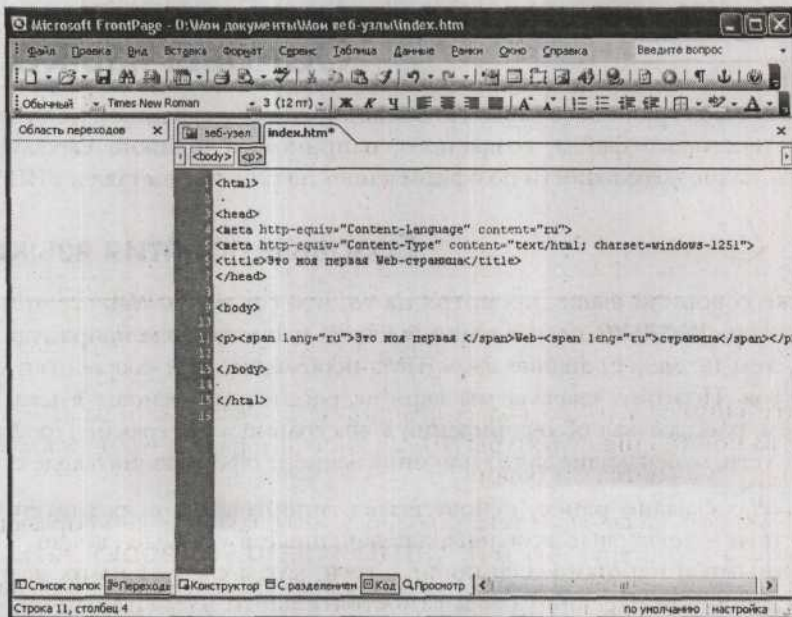 Microsoft FrontPage - D:\Мои документы\Мои веб-узлы\index.htm
Файл Правка Вид Вставка Формат Сервис Таблица Данные Рамки Окно Справка Введите вопрос
Обычный Times New Roman 3 (12 пт) Ж К Ч
Область переходов веб-узел index.htm*
<body> <p>
1 <html>
2
3 <head>
4 <meta http-equiv="Content-Language" content="ru">
5 <meta http-equiv="Content-Type" content="text/html; charset=windows-1251">
6 <title>Это моя первая Web-страница</title>
7 </head>
8
9 <body>
10
11 <p><span lang="ru">Это моя первая </span>Web-<span lang="ru">страница</span></p
12
13 </body>
14
15 </html>
16
Список папок Переходы Конструктор С разделением Код Просмотр
Строка 11, столбец 4 по умолчанию настройка